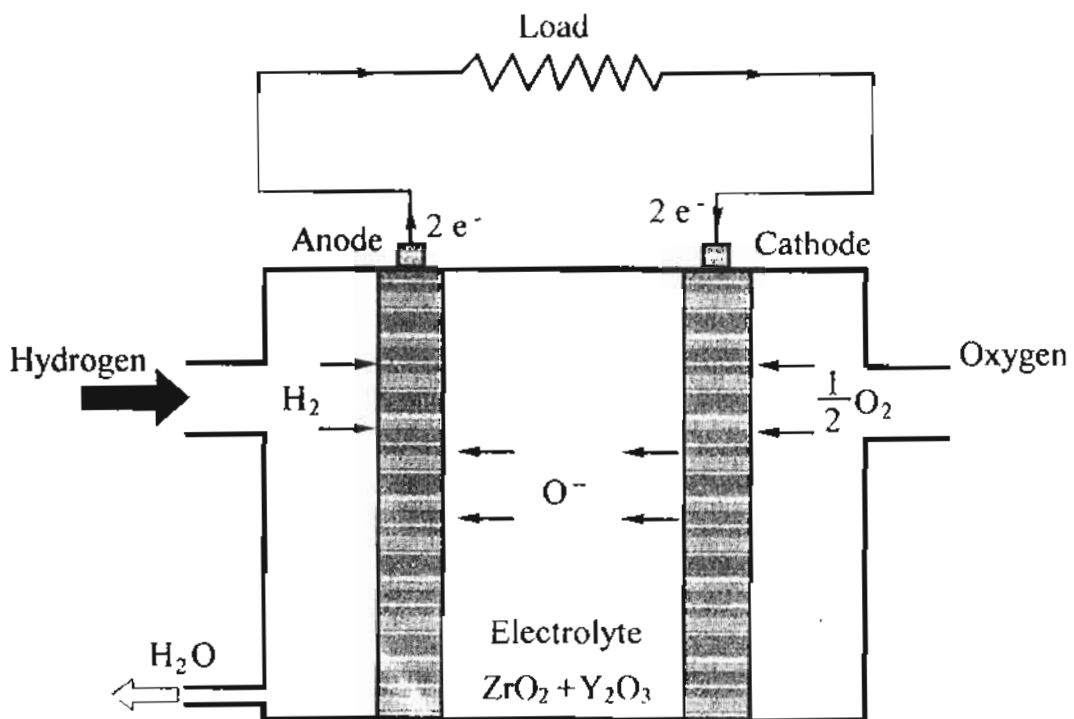 Load
2 e⁻
2 e⁻
Anode
Cathode
Hydrogen
Oxygen
H₂
1/2 O₂
O⁻
Electrolyte
H₂O
ZrO₂ + Y₂O₃